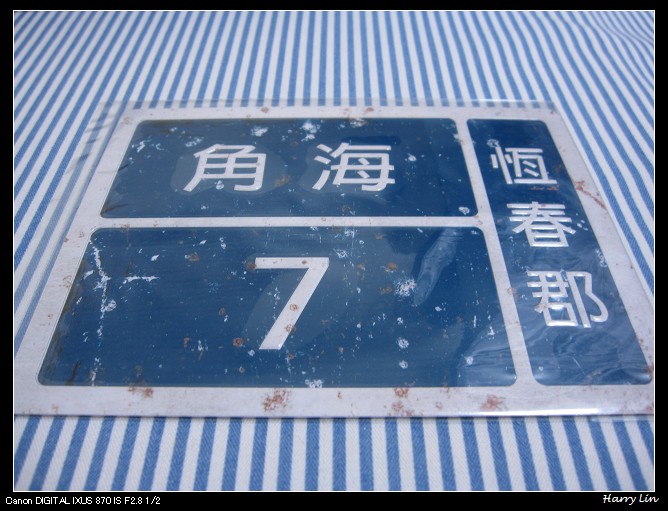 恆春郡
角海
7
Canon DIGITAL IXUS 870 IS F2.8 1/2
Harry Lin